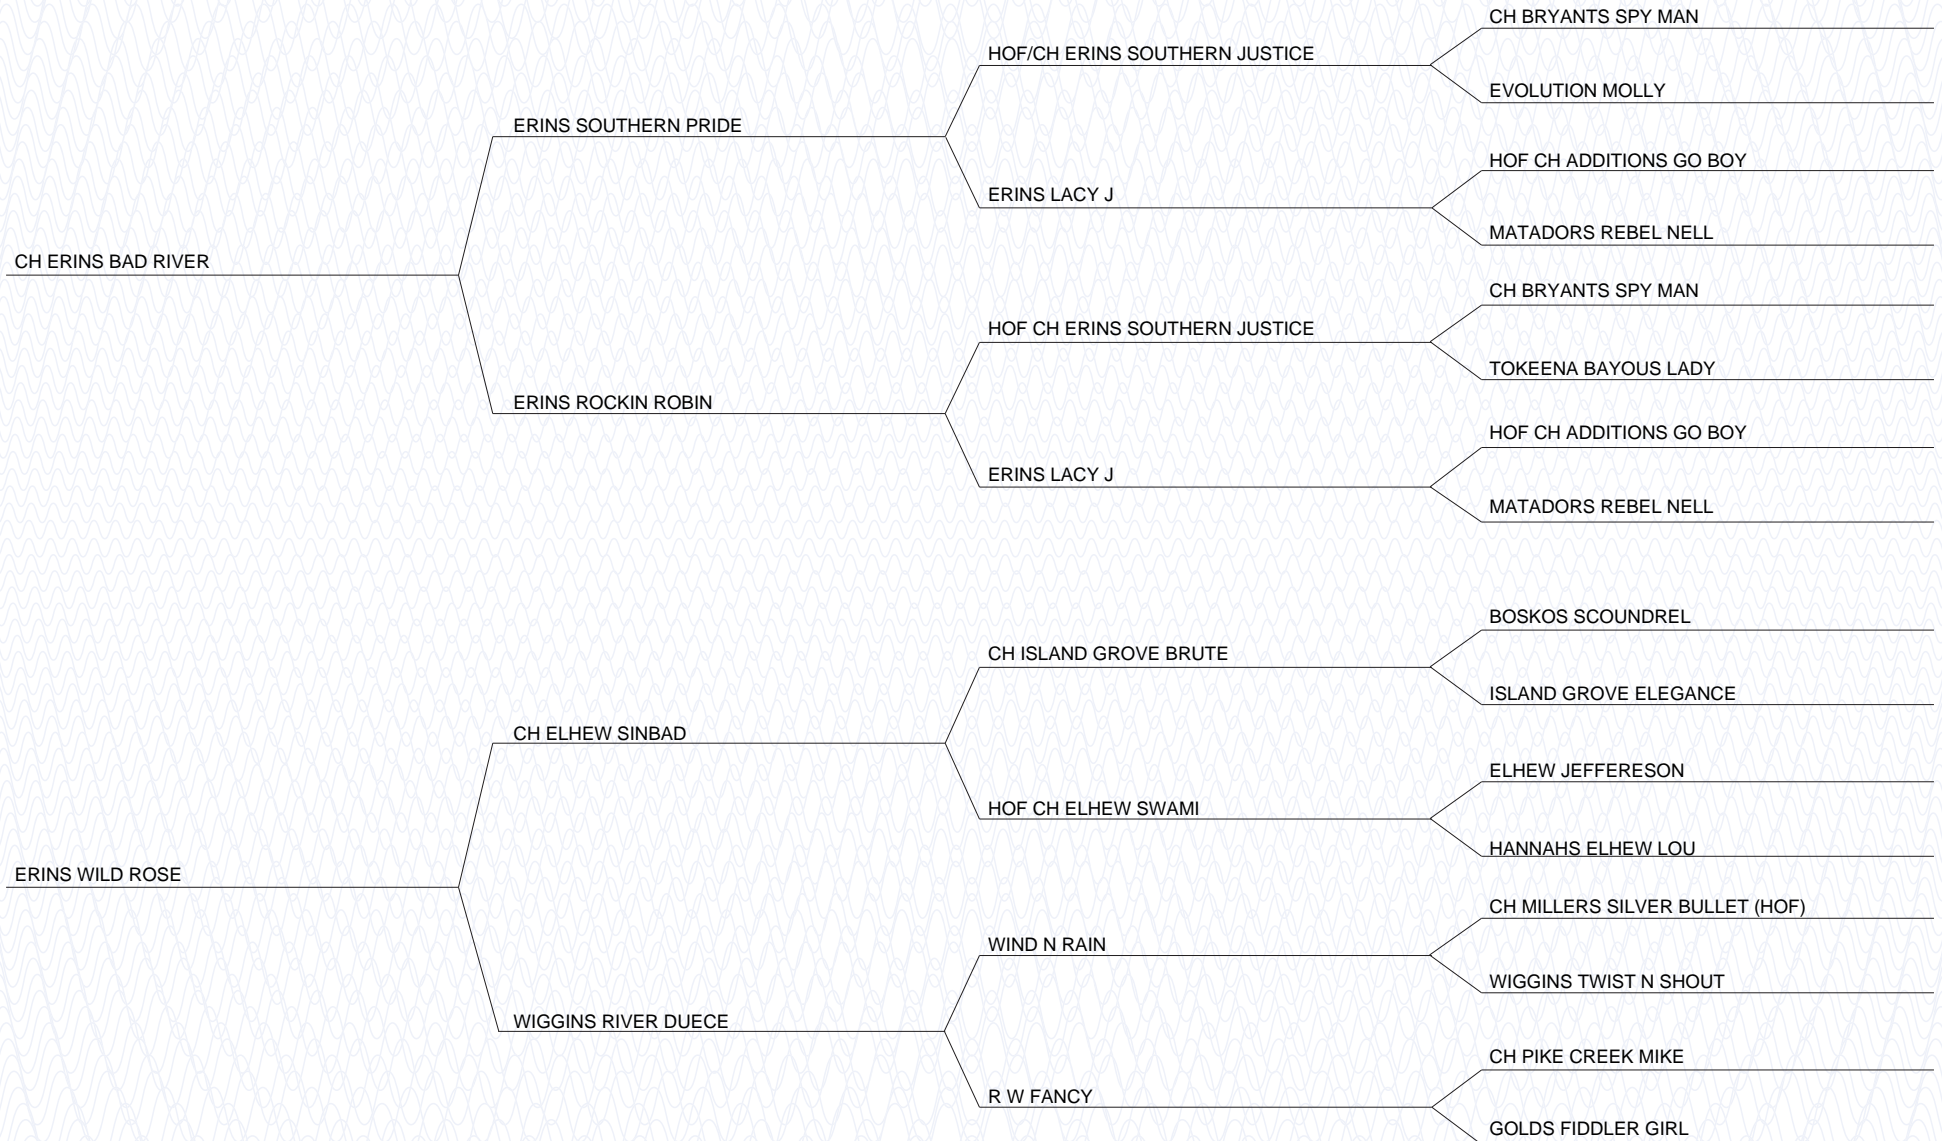 CH BRYANTS SPY MAN
HOF/CH ERINS SOUTHERN JUSTICE
EVOLUTION MOLLY
ERINS SOUTHERN PRIDE
HOF CH ADDITIONS GO BOY
ERINS LACY J
MATADORS REBEL NELL
CH ERINS BAD RIVER
CH BRYANTS SPY MAN
HOF CH ERINS SOUTHERN JUSTICE
TOKEENA BAYOUS LADY
ERINS ROCKIN ROBIN
HOF CH ADDITIONS GO BOY
ERINS LACY J
MATADORS REBEL NELL
BOSKOS SCOUNDREL
CH ISLAND GROVE BRUTE
ISLAND GROVE ELEGANCE
CH ELHEW SINBAD
ELHEW JEFFERESON
HOF CH ELHEW SWAMI
HANNAHS ELHEW LOU
ERINS WILD ROSE
CH MILLERS SILVER BULLET (HOF)
WIND N RAIN
WIGGINS TWIST N SHOUT
WIGGINS RIVER DUECE
CH PIKE CREEK MIKE
R W FANCY
GOLDS FIDDLER GIRL